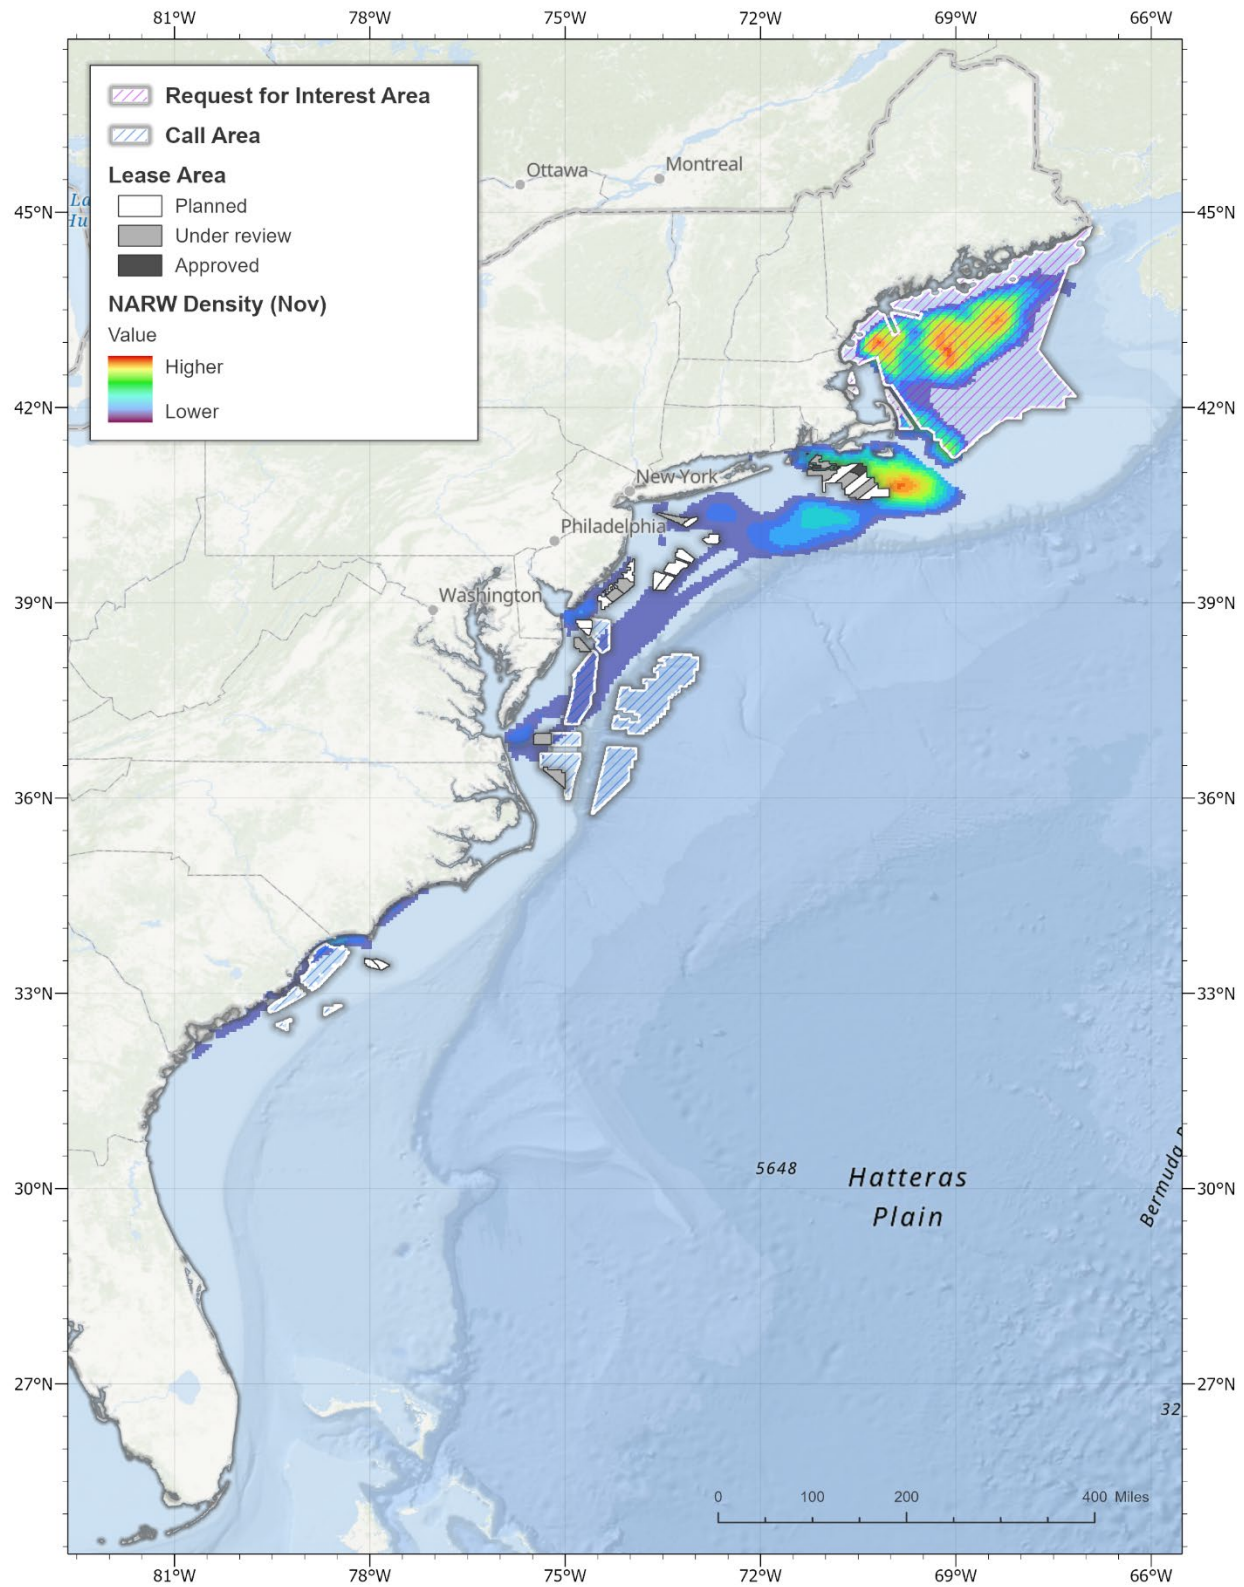 81°W 78°W 75°W 72°W 69°W 66°W
Request for Interest Area
Call Area
Lease Area
Planned
Under review
Approved
NARW Density (Nov)
Value
Higher
Lower
Ottawa
Montreal
La
Hu
45°N 45°N
42°N 42°N
New York
Philadelphia
39°N 39°N
Washington
36°N 36°N
33°N 33°N
5648
Hatteras
Plain
Bermuda
30°N 30°N
27°N 27°N
32
0 100 200 400 Miles
81°W 78°W 75°W 72°W 69°W 66°W